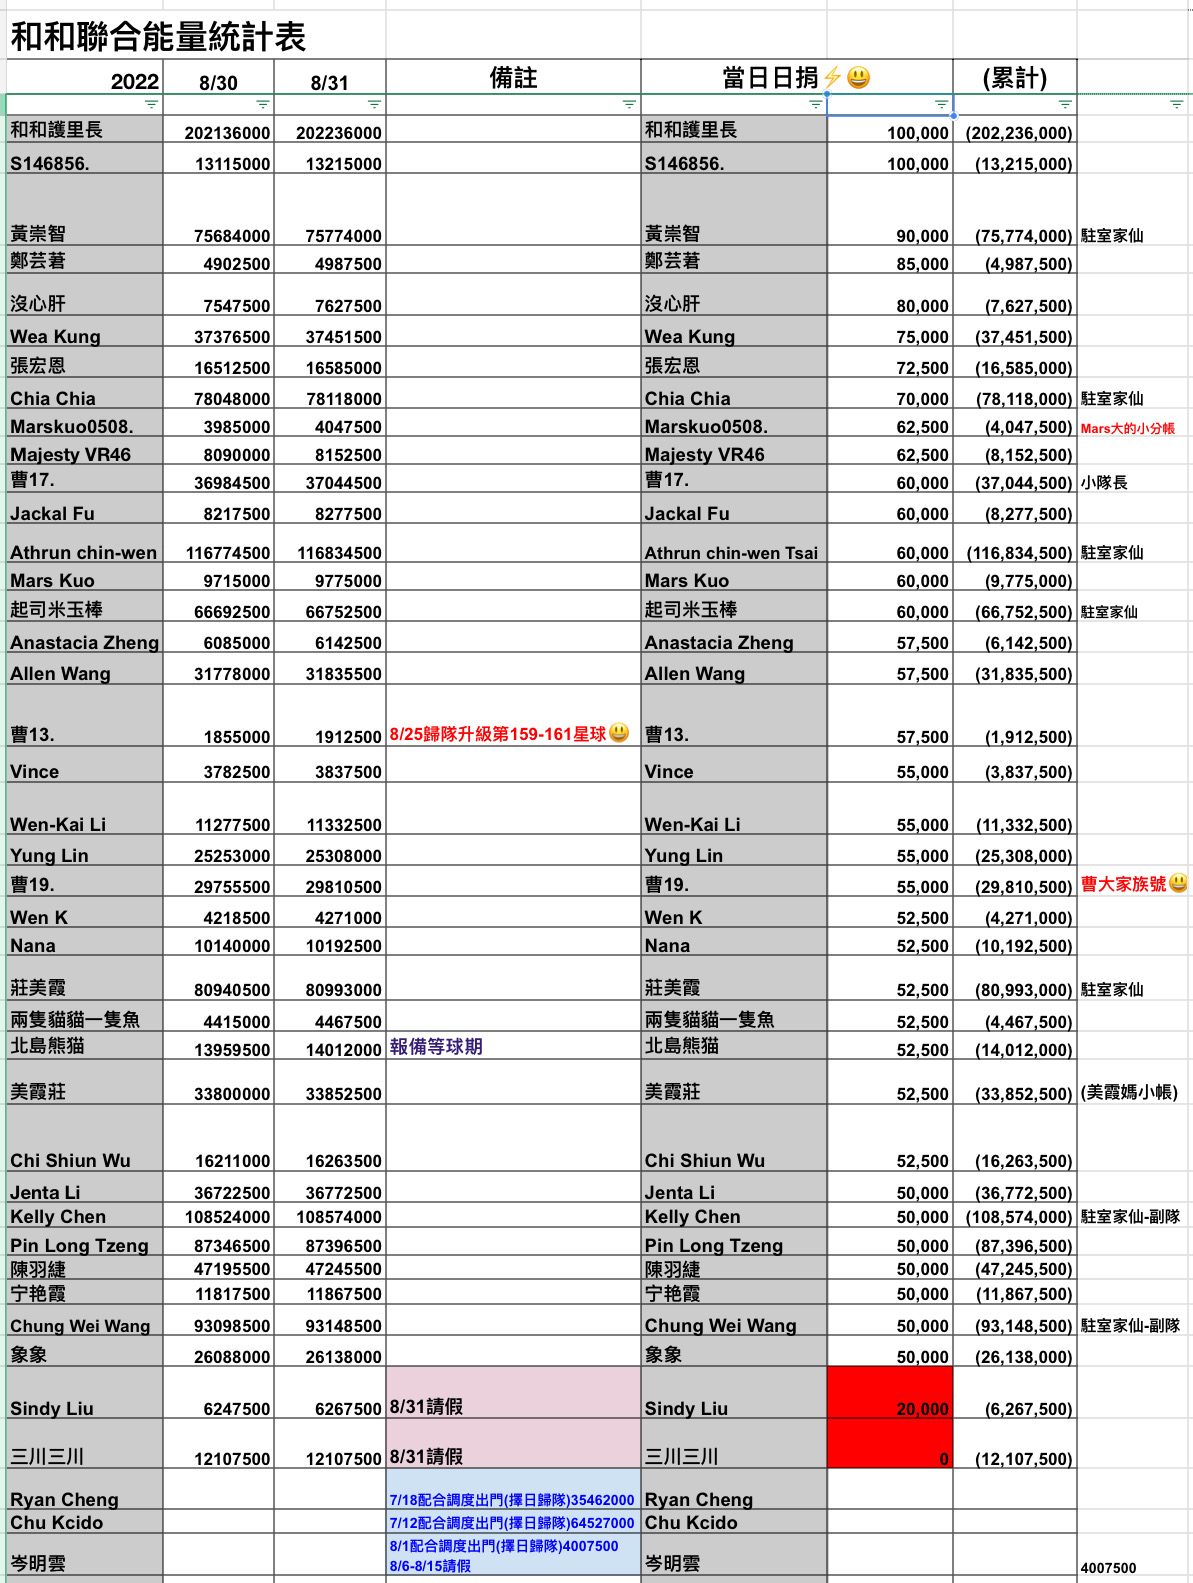 和和聯合能量統計表
2022 8/30 8/31 備註 當日日捐⚡😃 (累計)
和和護里長 202136000 202236000 和和護里長 100,000 (202,236,000)
S146856. 13115000 13215000 S146856. 100,000 (13,215,000)
黃崇智 75684000 75774000 黃崇智 90,000 (75,774,000) 駐室家仙
鄭芸著 4902500 4987500 鄭芸著 85,000 (4,987,500)
沒心肝 7547500 7627500 沒心肝 80,000 (7,627,500)
Wea Kung 37376500 37451500 Wea Kung 75,000 (37,451,500)
張宏恩 16512500 16585000 張宏恩 72,500 (16,585,000)
Chia Chia 78048000 78118000 Chia Chia 70,000 (78,118,000) 駐室家仙
Marskuo0508. 3985000 4047500 Marskuo0508. 62,500 (4,047,500) Mars大的小分帳
Majesty VR46 8090000 8152500 Majesty VR46 62,500 (8,152,500)
曹17. 36984500 37044500 曹17. 60,000 (37,044,500) 小隊長
Jackal Fu 8217500 8277500 Jackal Fu 60,000 (8,277,500)
Athrun chin-wen 116774500 116834500 Athrun chin-wen Tsai 60,000 (116,834,500) 駐室家仙
Mars Kuo 9715000 9775000 Mars Kuo 60,000 (9,775,000)
起司米玉棒 66692500 66752500 起司米玉棒 60,000 (66,752,500) 駐室家仙
Anastacia Zheng 6085000 6142500 Anastacia Zheng 57,500 (6,142,500)
Allen Wang 31778000 31835500 Allen Wang 57,500 (31,835,500)
曹13. 1855000 1912500 8/25歸隊升級第159-161星球😃 曹13. 57,500 (1,912,500)
Vince 3782500 3837500 Vince 55,000 (3,837,500)
Wen-Kai Li 11277500 11332500 Wen-Kai Li 55,000 (11,332,500)
Yung Lin 25253000 25308000 Yung Lin 55,000 (25,308,000)
曹19. 29755500 29810500 曹19. 55,000 (29,810,500) 曹大家族號😃
Wen K 4218500 4271000 Wen K 52,500 (4,271,000)
Nana 10140000 10192500 Nana 52,500 (10,192,500)
莊美霞 80940500 80993000 莊美霞 52,500 (80,993,000) 駐室家仙
兩隻貓貓一隻魚 4415000 4467500 兩隻貓貓一隻魚 52,500 (4,467,500)
北島熊猫 13959500 14012000 報備等球期 北島熊猫 52,500 (14,012,000)
美霞莊 33800000 33852500 美霞莊 52,500 (33,852,500) (美霞媽小帳)
Chi Shiun Wu 16211000 16263500 Chi Shiun Wu 52,500 (16,263,500)
Jenta Li 36722500 36772500 Jenta Li 50,000 (36,772,500)
Kelly Chen 108524000 108574000 Kelly Chen 50,000 (108,574,000) 駐室家仙-副隊
Pin Long Tzeng 87346500 87396500 Pin Long Tzeng 50,000 (87,396,500)
陳羽緁 47195500 47245500 陳羽緁 50,000 (47,245,500)
宁艳霞 11817500 11867500 宁艳霞 50,000 (11,867,500)
Chung Wei Wang 93098500 93148500 Chung Wei Wang 50,000 (93,148,500) 駐室家仙-副隊
象象 26088000 26138000 象象 50,000 (26,138,000)
Sindy Liu 6247500 6267500 8/31請假 Sindy Liu 20,000 (6,267,500)
三川三川 12107500 12107500 8/31請假 三川三川 0 (12,107,500)
Ryan Cheng 7/18配合調度出門(擇日歸隊)35462000 Ryan Cheng
Chu Kcido 7/12配合調度出門(擇日歸隊)64527000 Chu Kcido
8/1配合調度出門(擇日歸隊)4007500
岑明雲 8/6-8/15請假 岑明雲 4007500